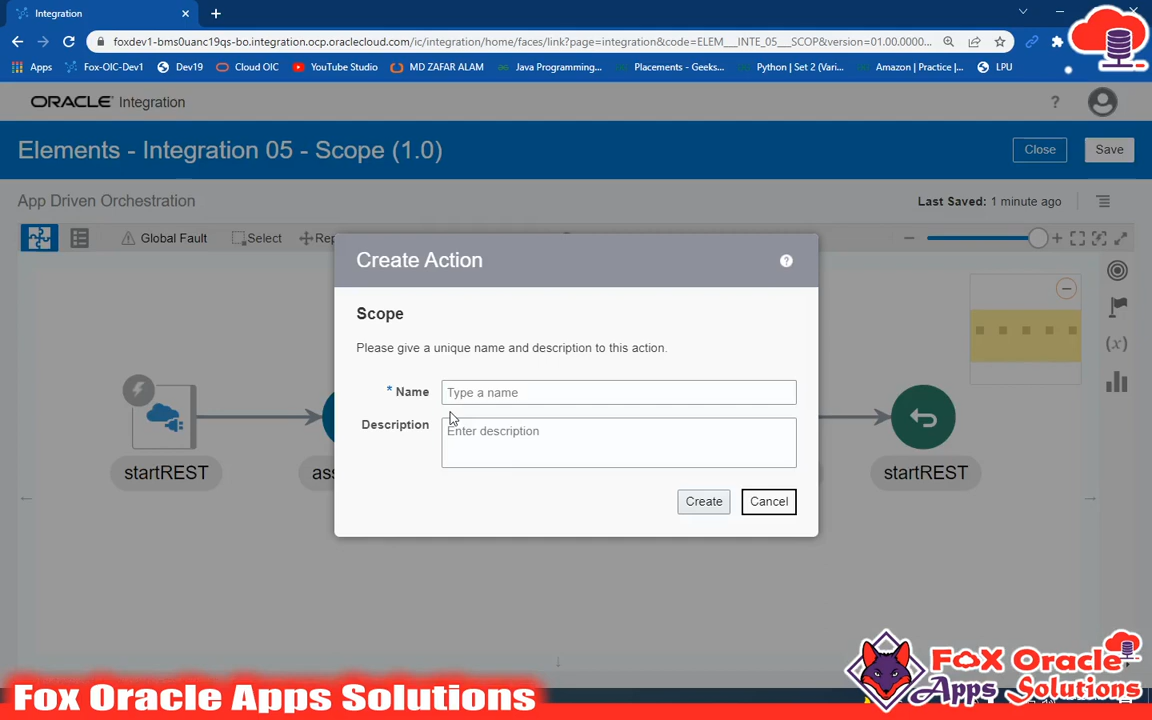 Integration
foxdev1-bms0uanc19qs-bo.integration.ocp.oraclecloud.com/ic/integration/home/faces/link?page=integration&code=ELEM__INTE_05__SCOP&version=01.00.0000...
Apps Fox-OIC-Dev1 Dev19 Cloud OIC YouTube Studio MD ZAFAR ALAM Java Programming... Placements - Geeks... Python | Set 2 (Vari... Amazon | Practice |... LPU
ORACLE Integration
Elements - Integration 05 - Scope (1.0)
Close Save
App Driven Orchestration
Last Saved: 1 minute ago
Global Fault Select Rep
Create Action
Scope
Please give a unique name and description to this action.
* Name Type a name
Description Enter description
Create Cancel
(x)
startREST ass startREST
Fox Oracle Apps Solutions
FOX Oracle
Apps Solutions